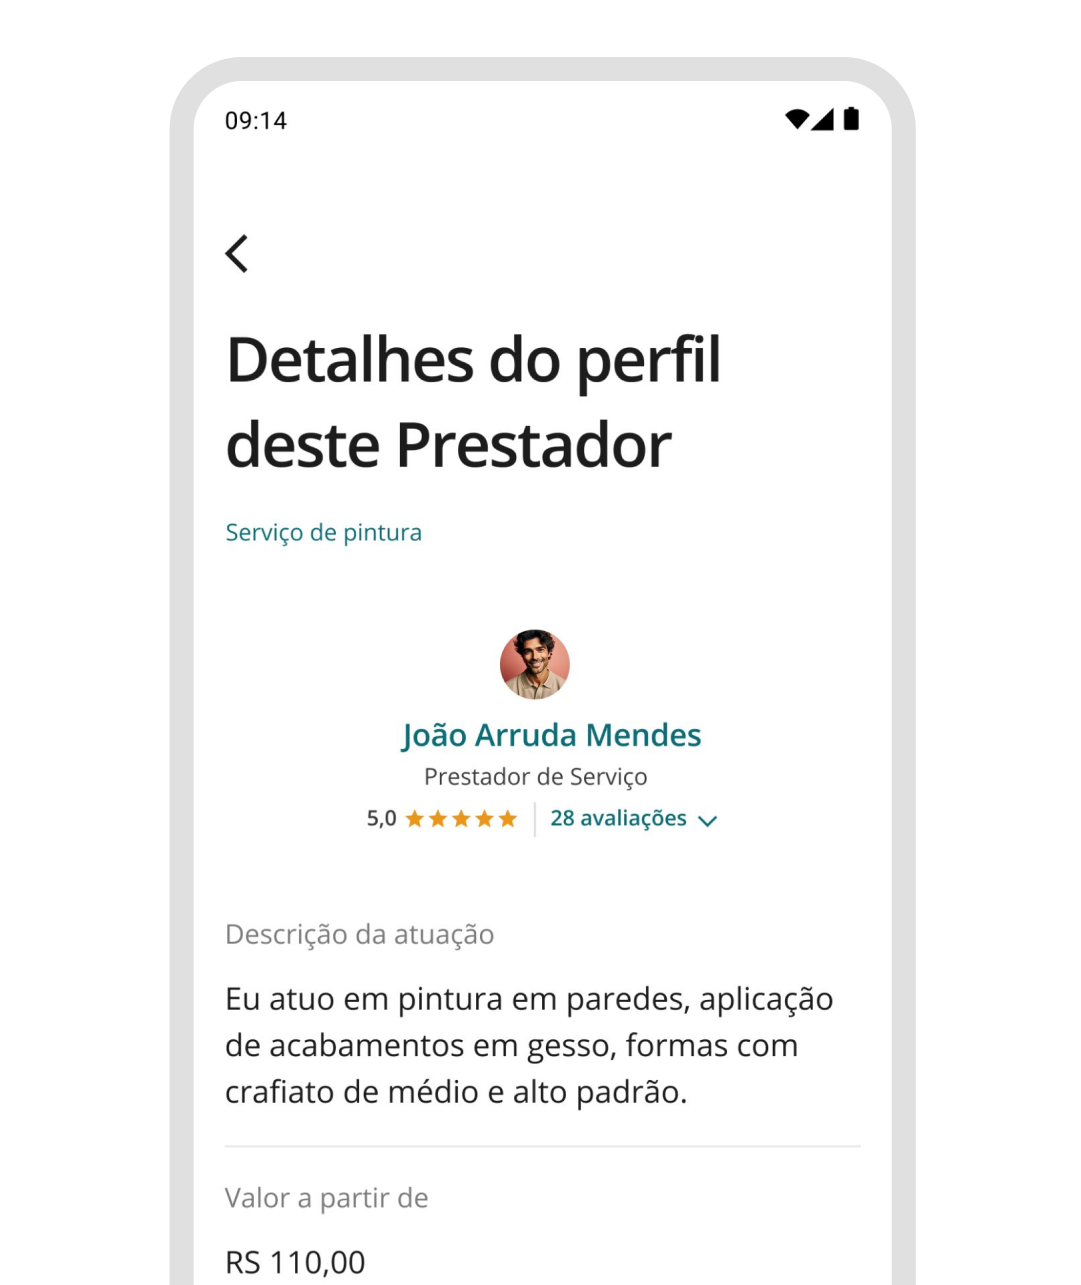 09:14
Detalhes do perfil
deste Prestador
Serviço de pintura
João Arruda Mendes
Prestador de Serviço
5,0
28 avaliações
Descrição da atuação
Eu atuo em pintura em paredes, aplicação
de acabamentos em gesso, formas com
crafiato de médio e alto padrão.
Valor a partir de
RS 110,00